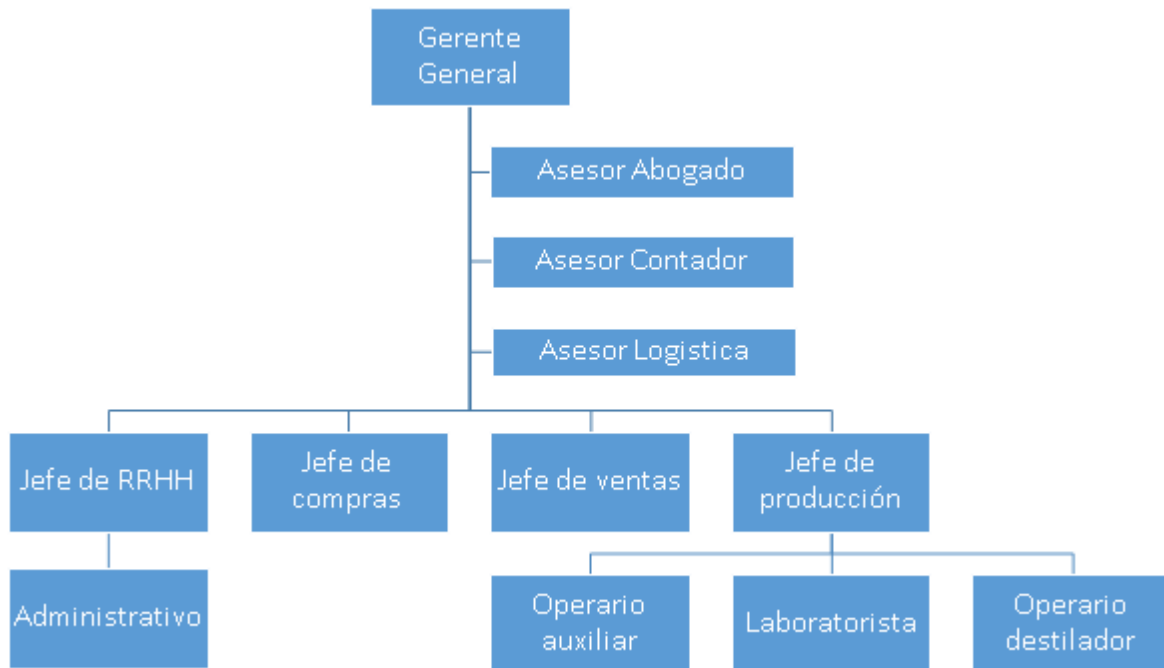 Gerente
General
Asesor Abogado
Asesor Contador
Asesor Logistica
Jefe de RRHH
Jefe de
compras
Jefe de ventas
Jefe de
producción
Administrativo
Operario
auxiliar
Laboratorista
Operario
destilador